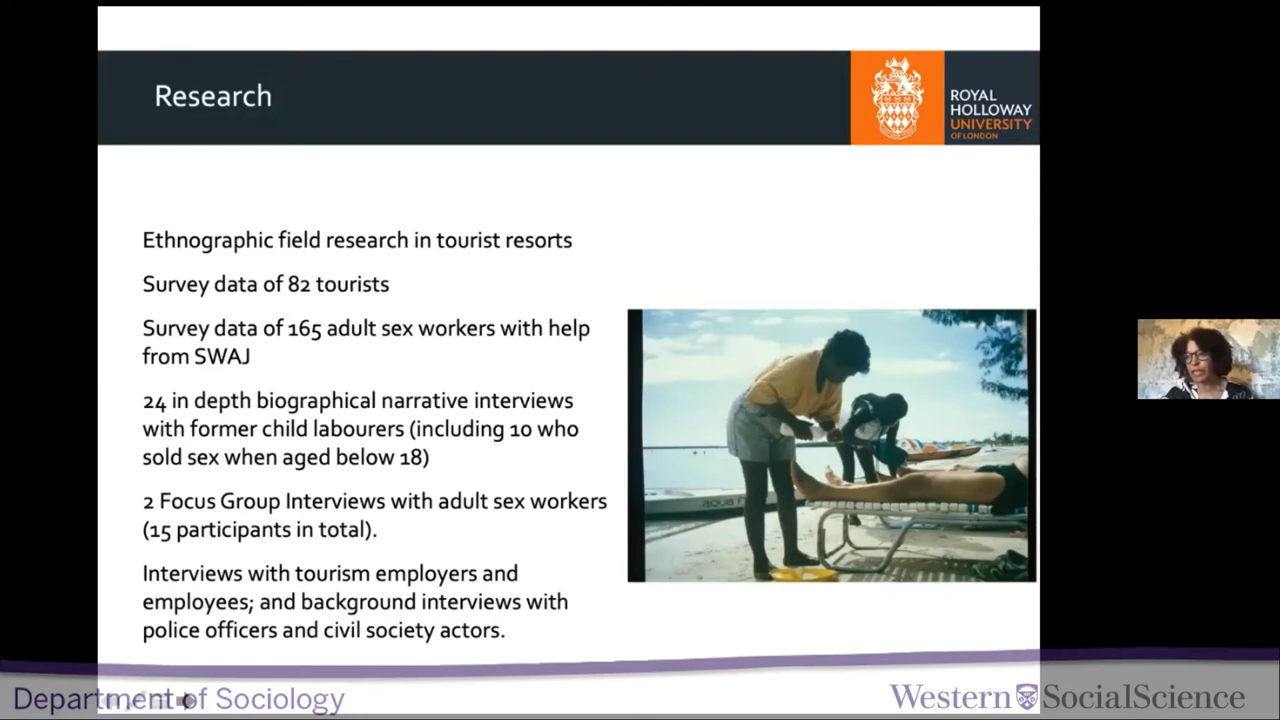 Research
ROYAL
HOLLOWAY
UNIVERSITY
OF LONDON
Ethnographic field research in tourist resorts
Survey data of 82 tourists
Survey data of 165 adult sex workers with help
from SWAJ
24 in depth biographical narrative interviews
with former child labourers (including 10 who
sold sex when aged below 18)
2 Focus Group Interviews with adult sex workers
(15 participants in total).
Interviews with tourism employers and
employees; and background interviews with
police officers and civil society actors.
Department of Sociology
Western SocialScience